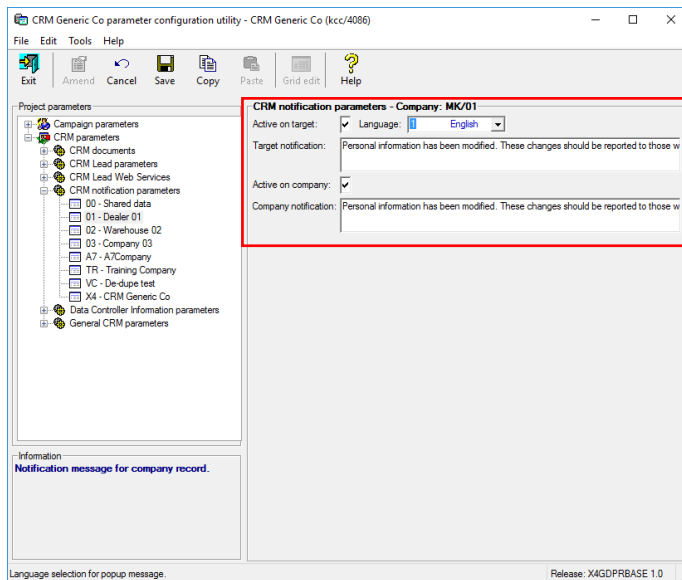 CRM Generic Co parameter configuration utility - CRM Generic Co (kcc/4086)
File Edit Tools Help
Exit Amend Cancel Save Copy Paste Grid edit Help
Project parameters
Campaign parameters
CRM parameters
CRM documents
CRM Lead parameters
CRM Lead Web Services
CRM notification parameters
00 - Shared data
01 - Dealer 01
02 - Warehouse 02
03 - Company 03
A7 - A7Company
TR - Training Company
VC - De-dupe test
X4 - CRM Generic Co
Data Controller Information parameters
General CRM parameters
CRM notification parameters - Company: MK/01
Active on target: Language: 1 English
Target notification: Personal information has been modified. These changes should be reported to those w
Active on company:
Company notification: Personal information has been modified. These changes should be reported to those w
Information
Notification message for company record.
Language selection for popup message. Release: X4GDPRBASE 1.0